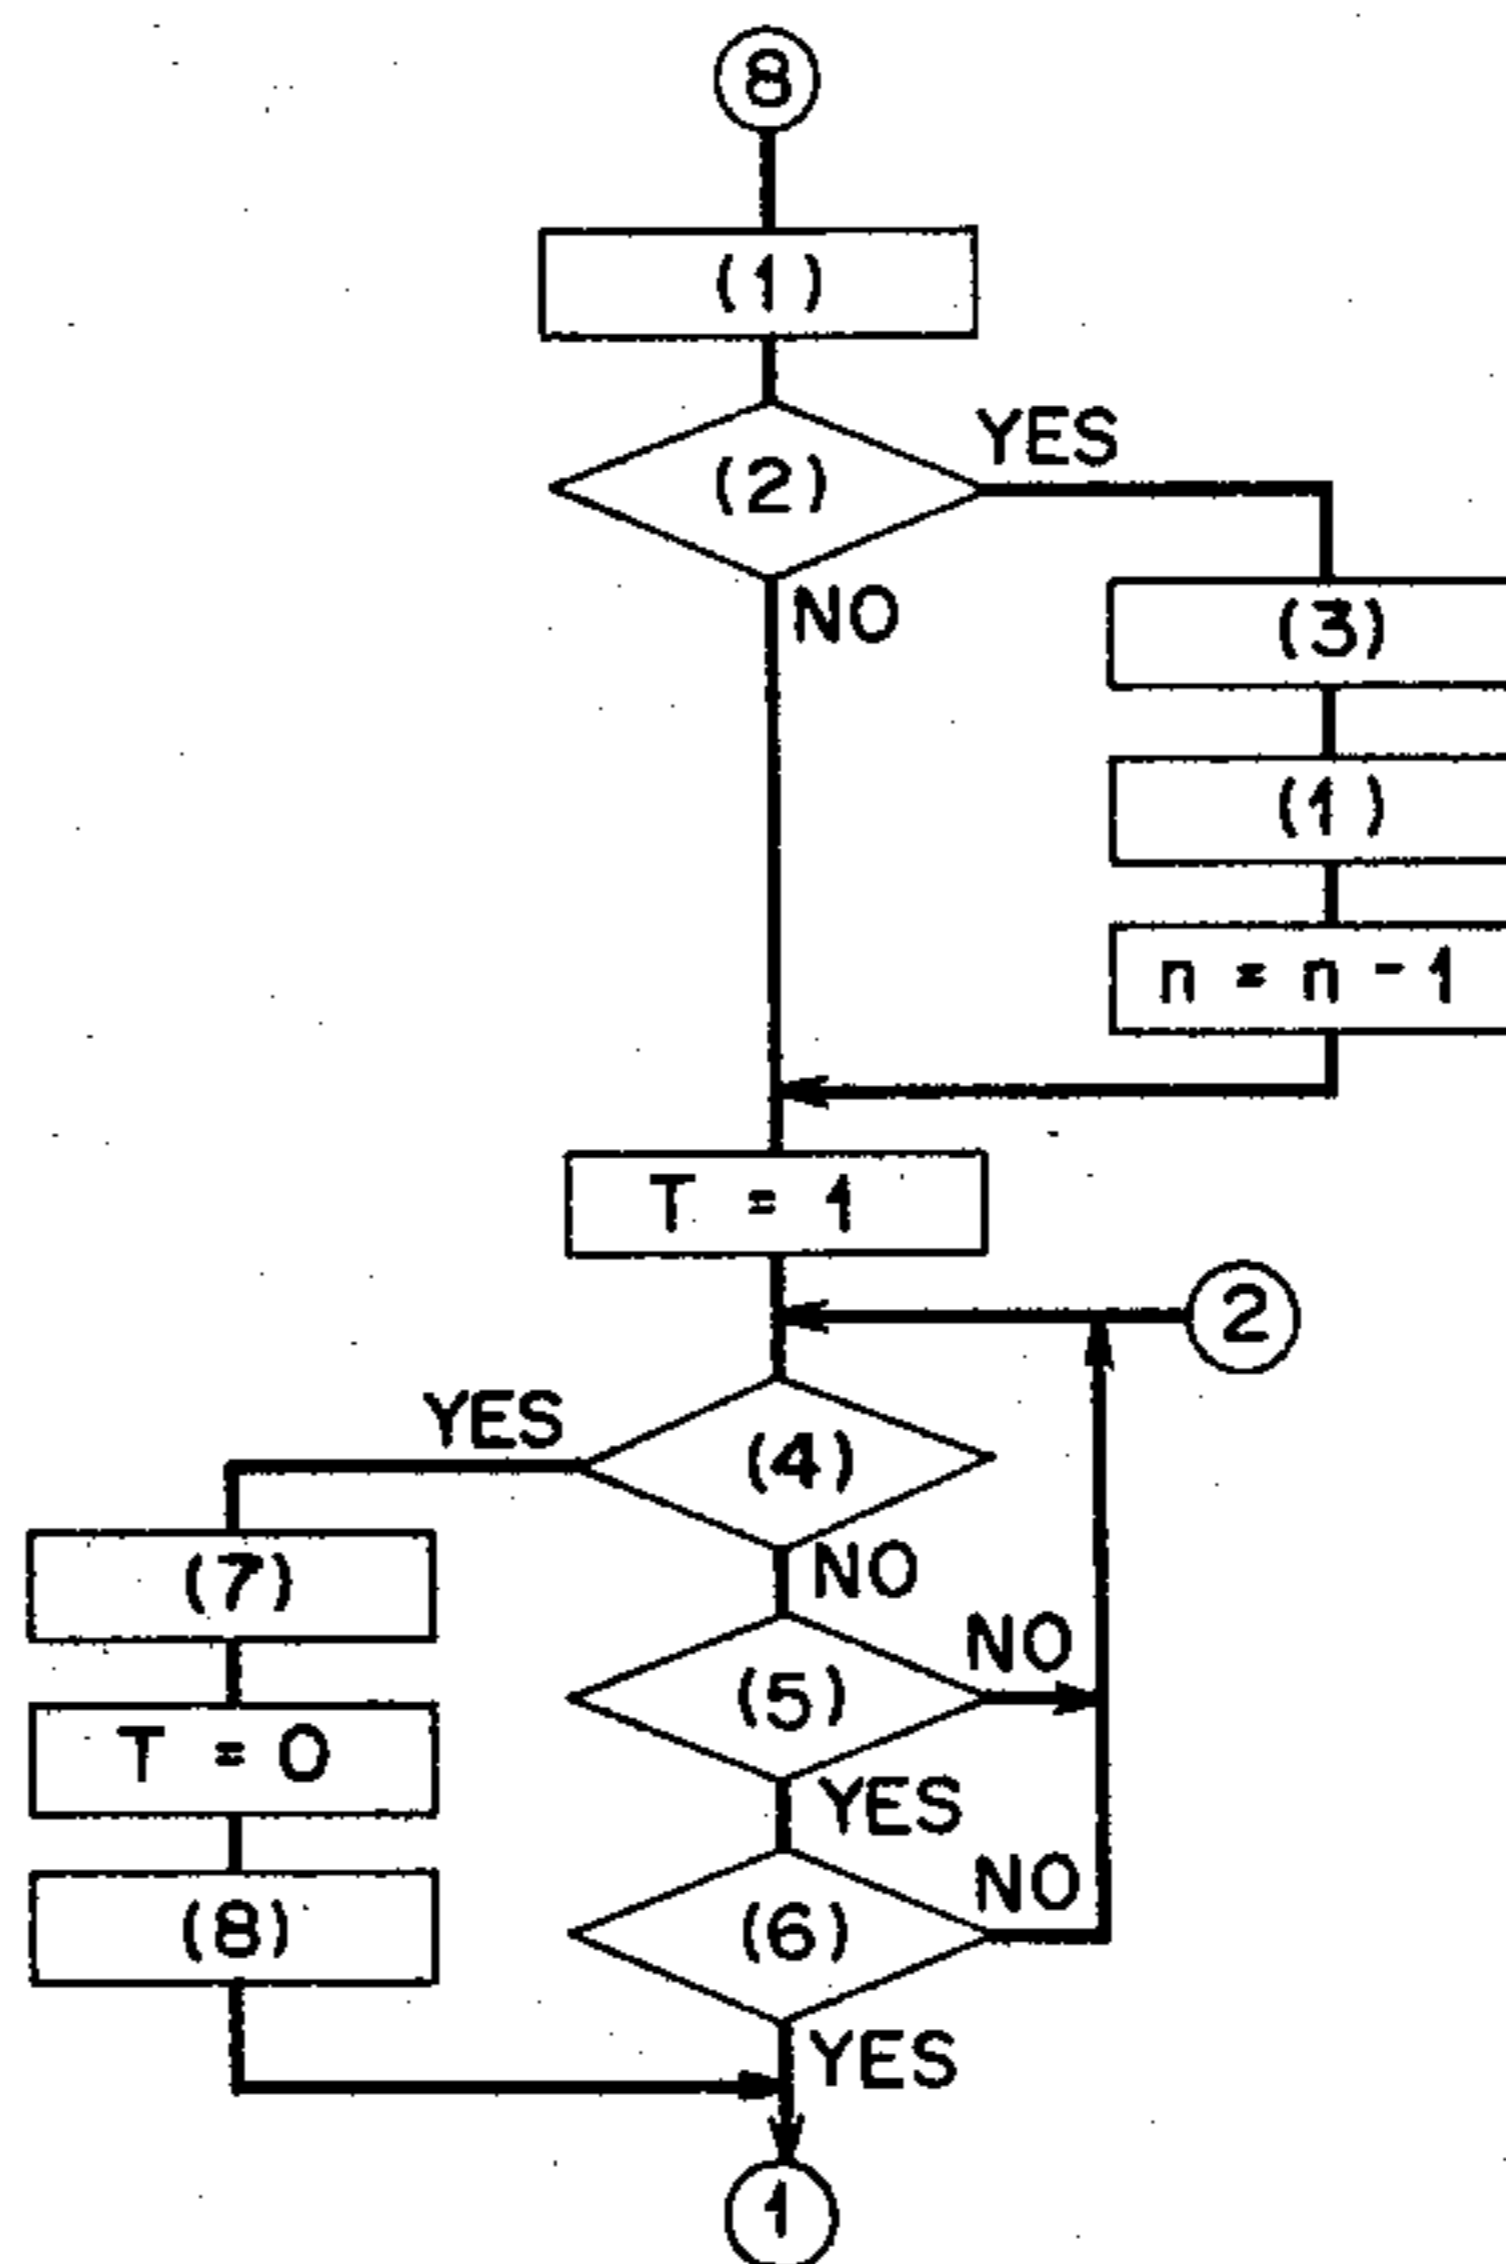 8
(1)
(2)
YES
NO
(3)
(1)
n = n - 1
T = 1
2
(4)
YES
NO
(7)
T = 0
(8)
(5)
NO
YES
(6)
NO
YES
1